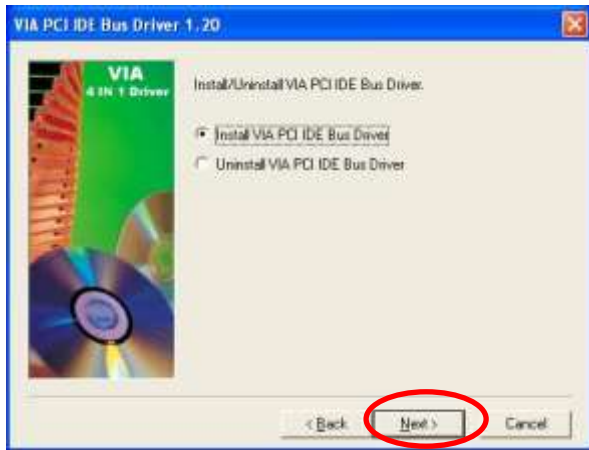 VIA PCI IDE Bus Driver 1.20
VIA
4 IN 1 Driver
Install/Uninstall VIA PCI IDE Bus Driver.
Install VIA PCI IDE Bus Driver
Uninstall VIA PCI IDE Bus Driver
< Back
Next >
Cancel